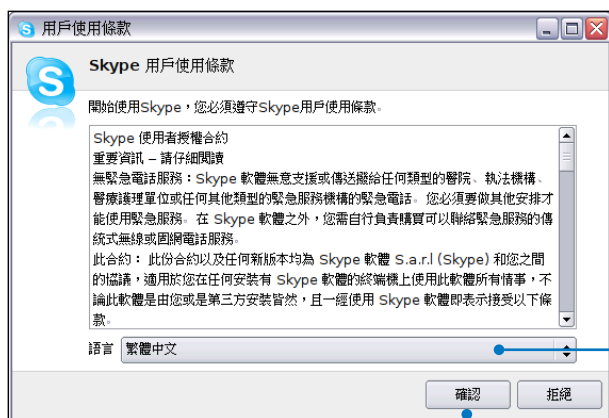 用戶使用條款
Skype 用戶使用條款
開始使用Skype，您必須遵守Skype用戶使用條款。
Skype 使用者授權合約
重要資訊 – 請仔細閱讀
無緊急電話服務：Skype 軟體無意支援或傳送撥給任何類型的醫院、執法機構、
醫療護理單位或任何其他類型的緊急服務機構的緊急電話。您必須要做其他安排才
能使用緊急服務。在 Skype 軟體之外，您需自行負責購買可以聯絡緊急服務的傳
統式無線或固網電話服務。
此合約： 此份合約以及任何新版本均為 Skype 軟體 S.a.r.l (Skype) 和您之間
的協議，適用於您在任何安裝有 Skype 軟體的終端機上使用此軟體所有情事，不
論此軟體是由您或是第三方安裝皆然，且一經使用 Skype 軟體即表示接受以下條
款。
語言 繁體中文
確認 拒絕